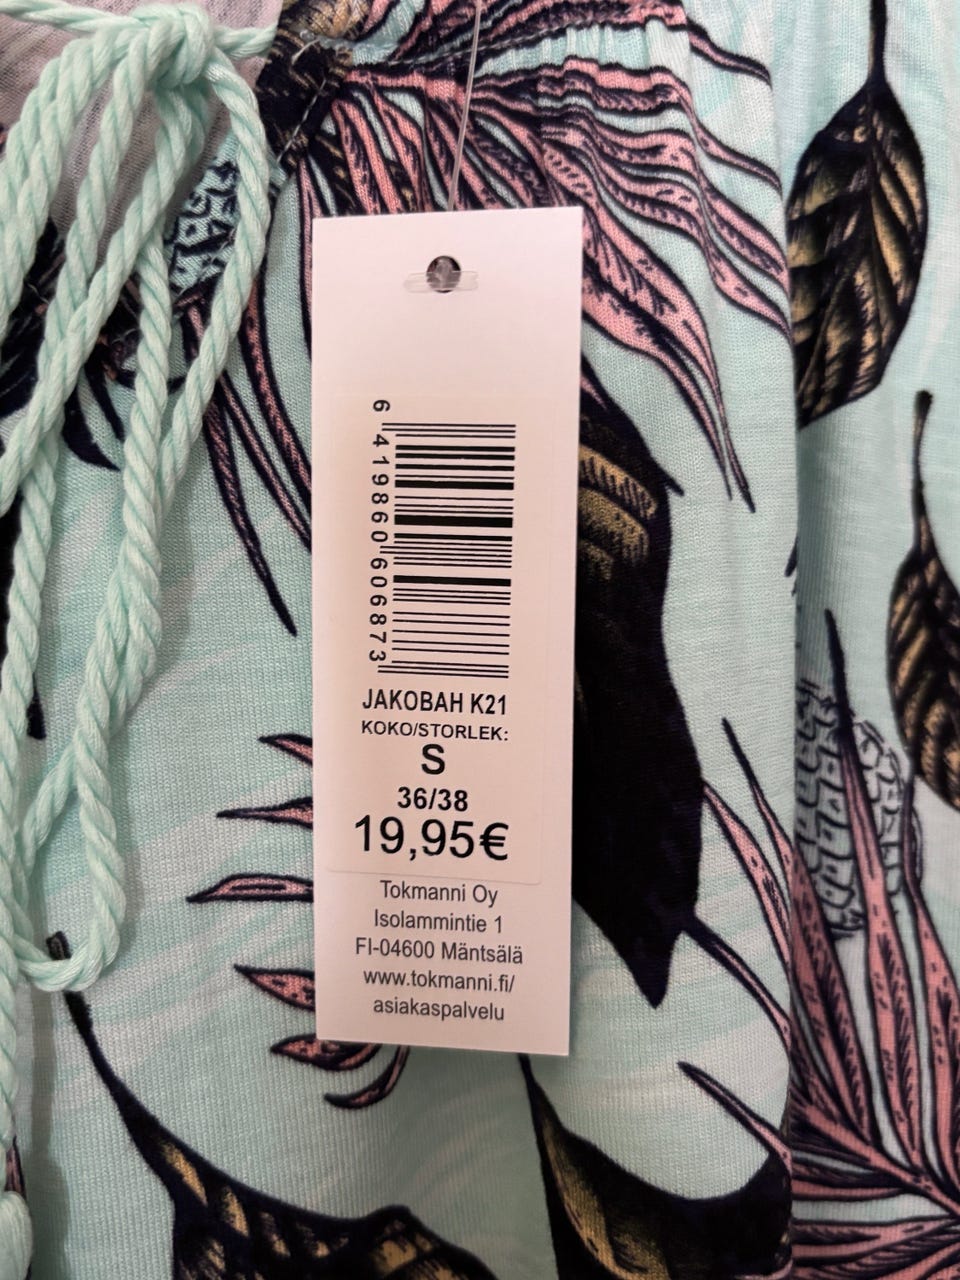 6 419860 606873
JAKOBAH K21
KOKO/STORLEK:
S
36/38
19,95€
Tokmanni Oy
Isolammintie 1
FI-04600 Mäntsälä
www.tokmanni.fi/
asiakaspalvelu